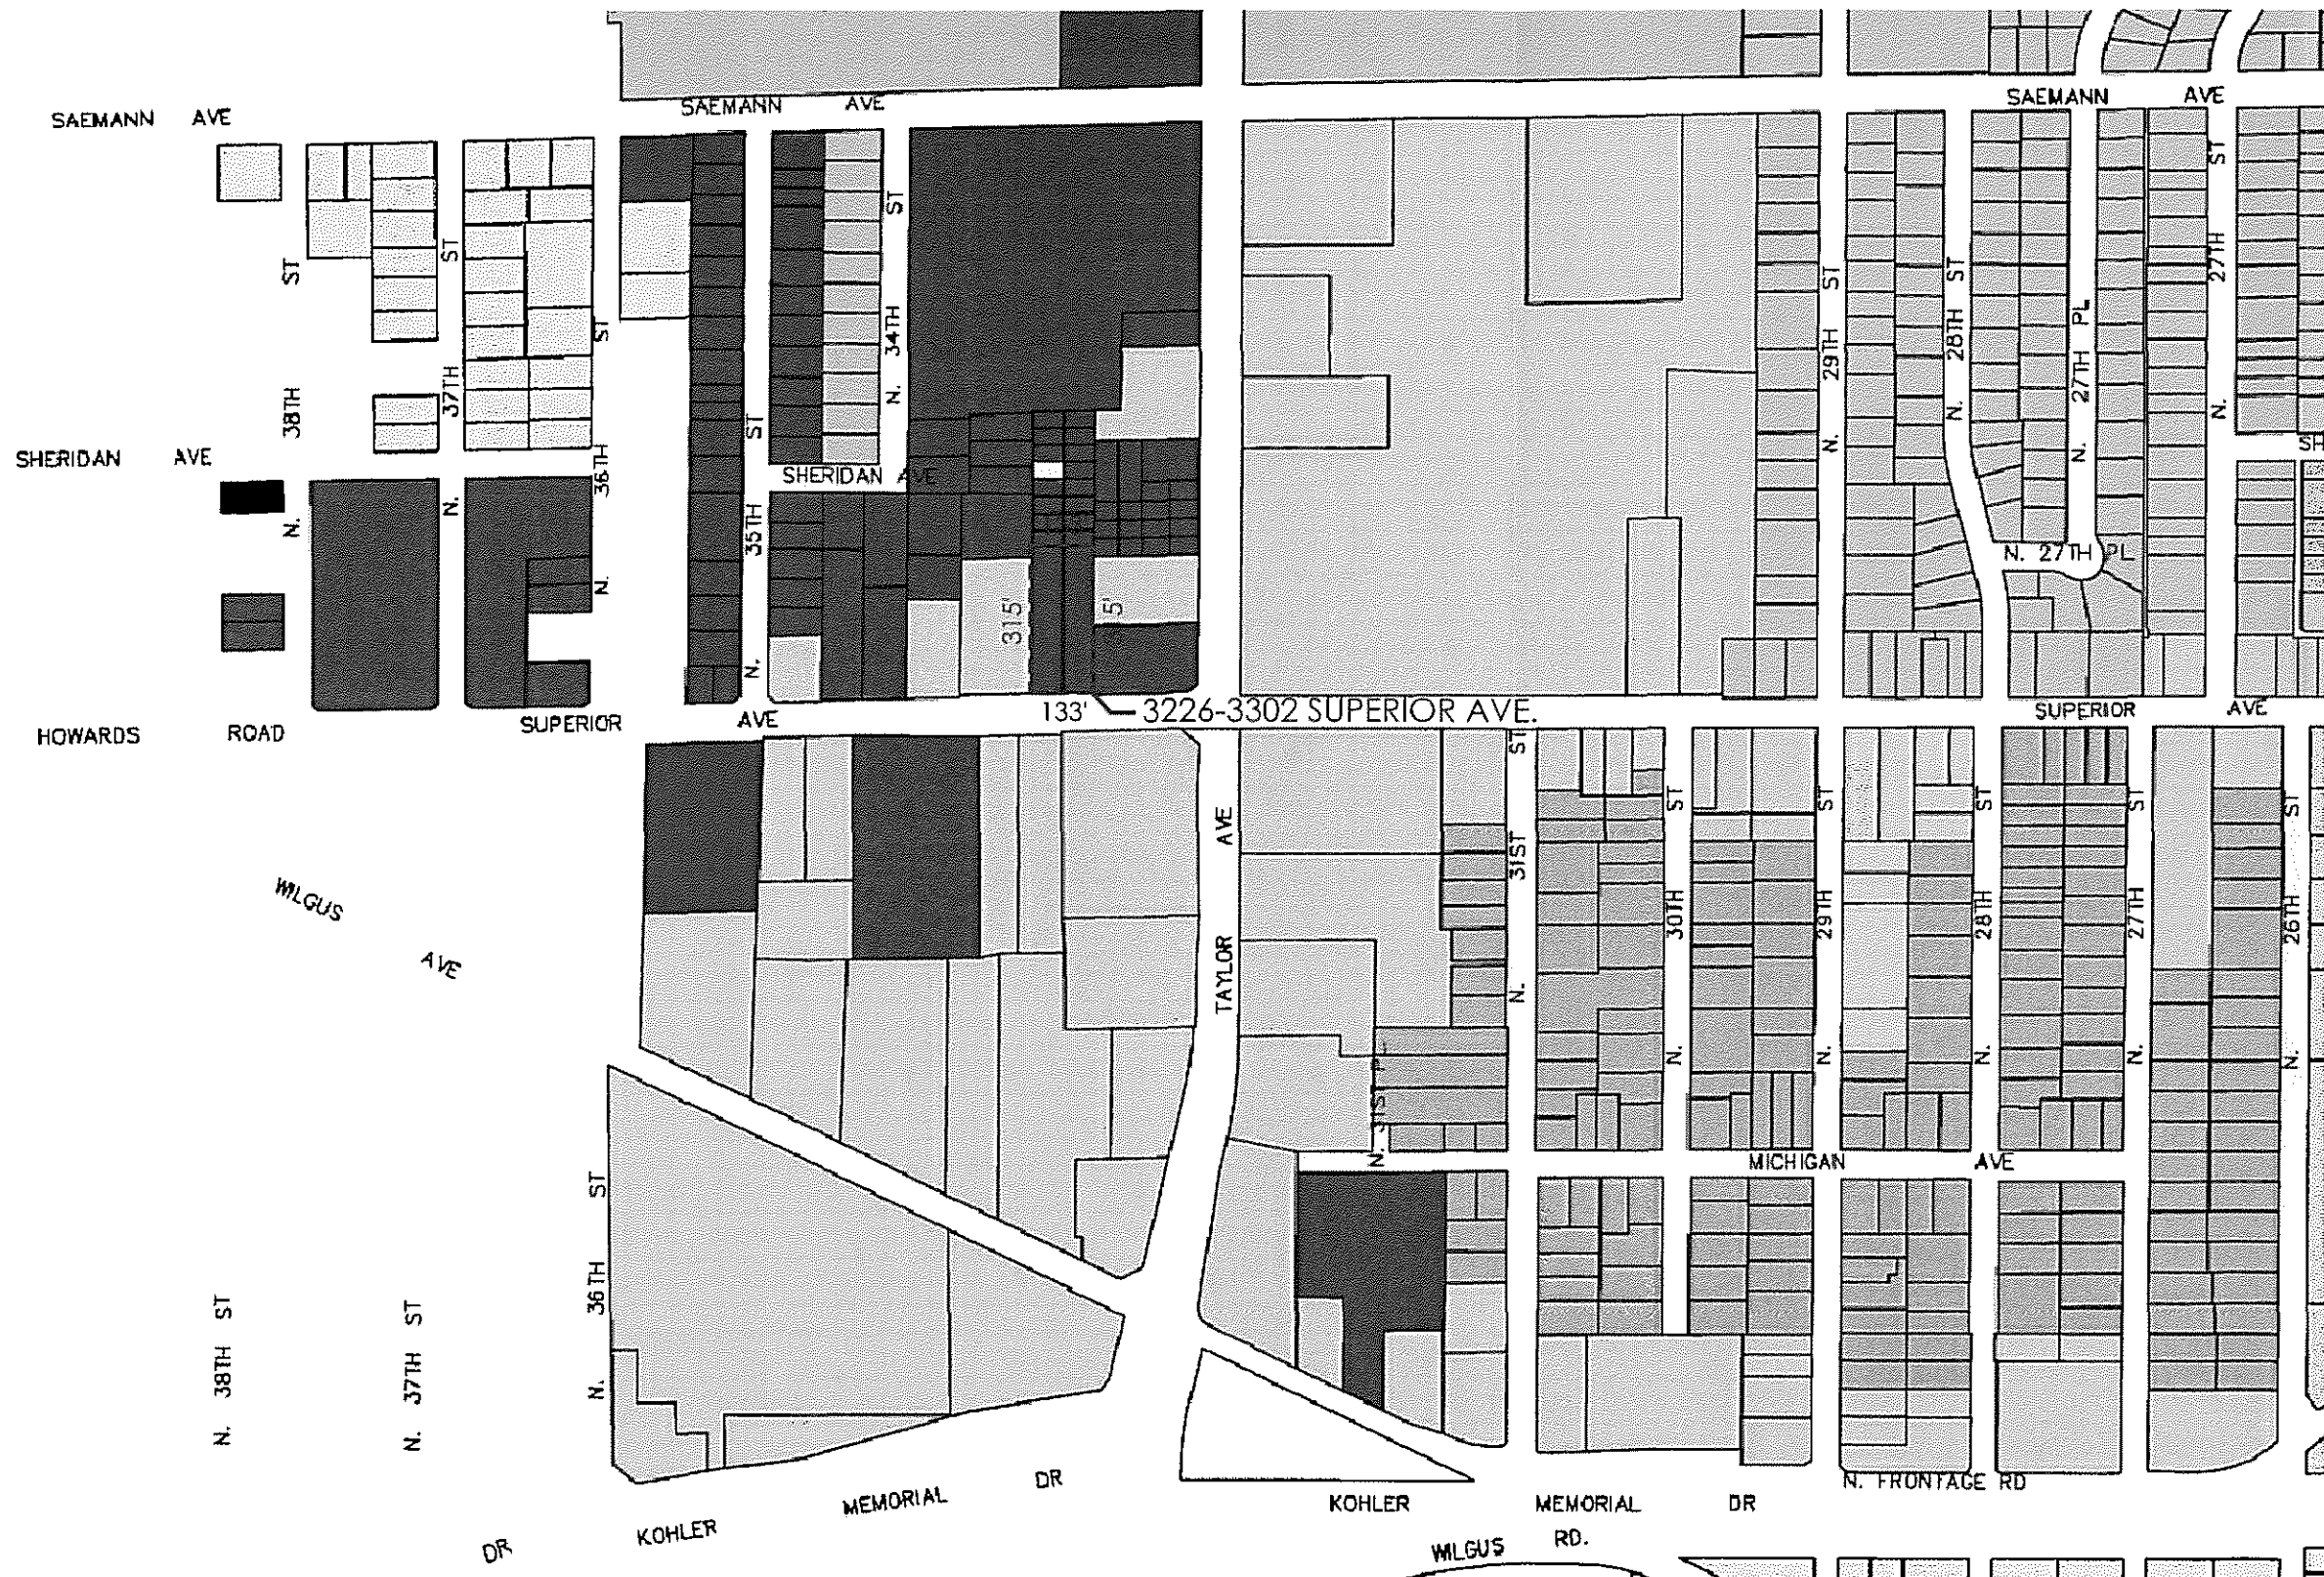 SAEMANN AVE
SAEMANN AVE
SAEMANN AVE
N. 38TH ST
N. 37TH ST
N. 36TH ST
N. 35TH ST
N. 34TH ST
N. 29TH ST
N. 28TH ST
N. 27TH PL
N. 27TH ST
SHERIDAN AVE
SHERIDAN AVE
SH
N. 27TH PL
315'
5'
133'
3226-3302 SUPERIOR AVE.
HOWARDS ROAD
SUPERIOR AVE
SUPERIOR AVE
WILGUS AVE
TAYLOR AVE
N. 31ST ST
N. 30TH ST
N. 29TH ST
N. 28TH ST
N. 27TH ST
N. 26TH ST
N. 31ST PL
MICHIGAN AVE
N. 38TH ST
N. 37TH ST
N. 36TH ST
N. FRONTAGE RD
DR
KOHLER MEMORIAL DR
KOHLER MEMORIAL DR
WILGUS RD.